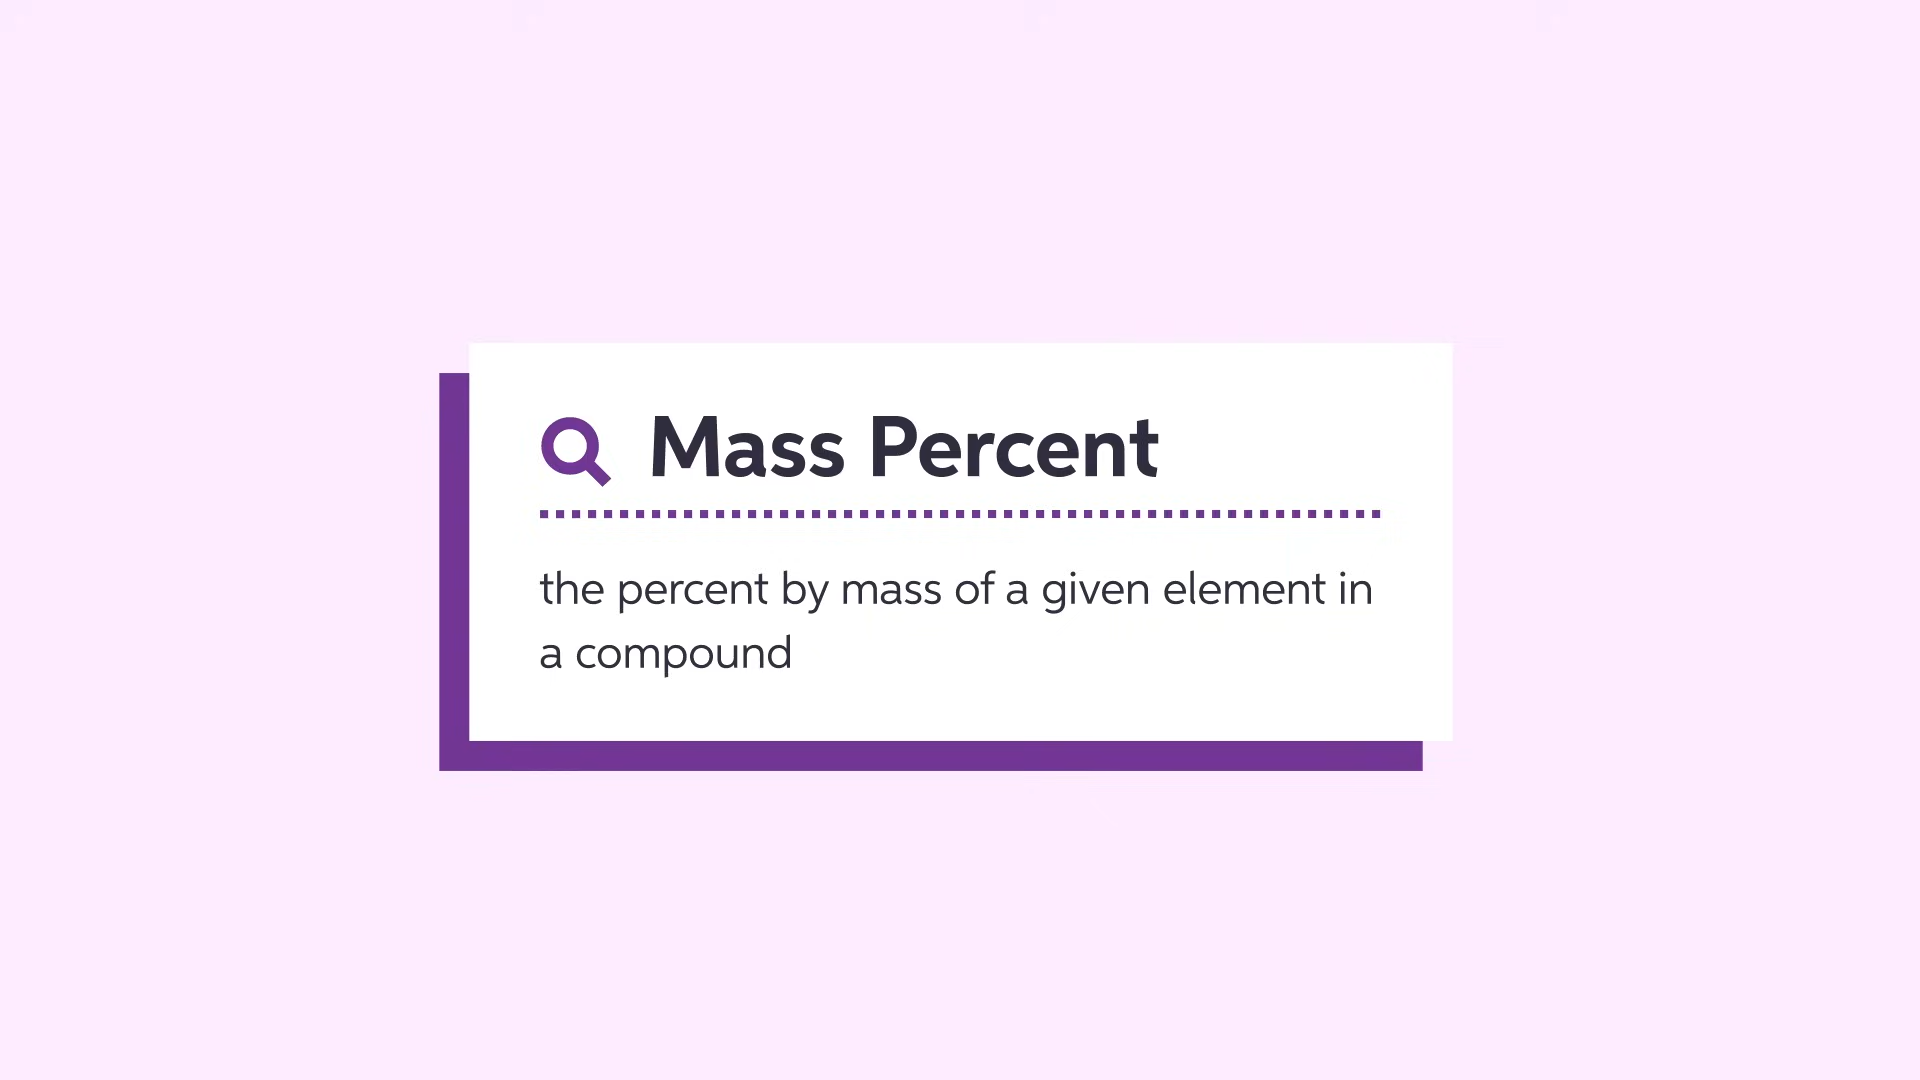 Mass Percent
the percent by mass of a given element in
a compound